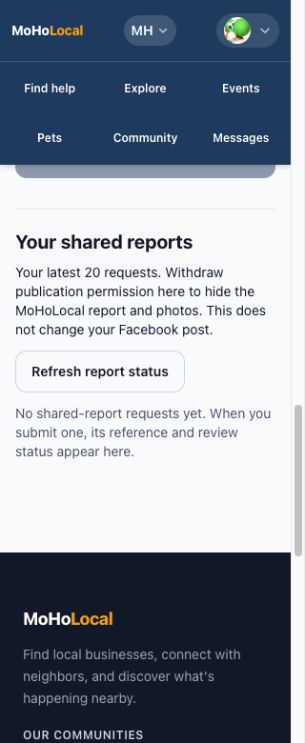 MoHoLocal
MH
Find help
Explore
Events
Pets
Community
Messages
Your shared reports
Your latest 20 requests. Withdraw
publication permission here to hide the
MoHoLocal report and photos. This does
not change your Facebook post.
Refresh report status
No shared-report requests yet. When you
submit one, its reference and review
status appear here.
MoHoLocal
Find local businesses, connect with
neighbors, and discover what's
happening nearby.
OUR COMMUNITIES